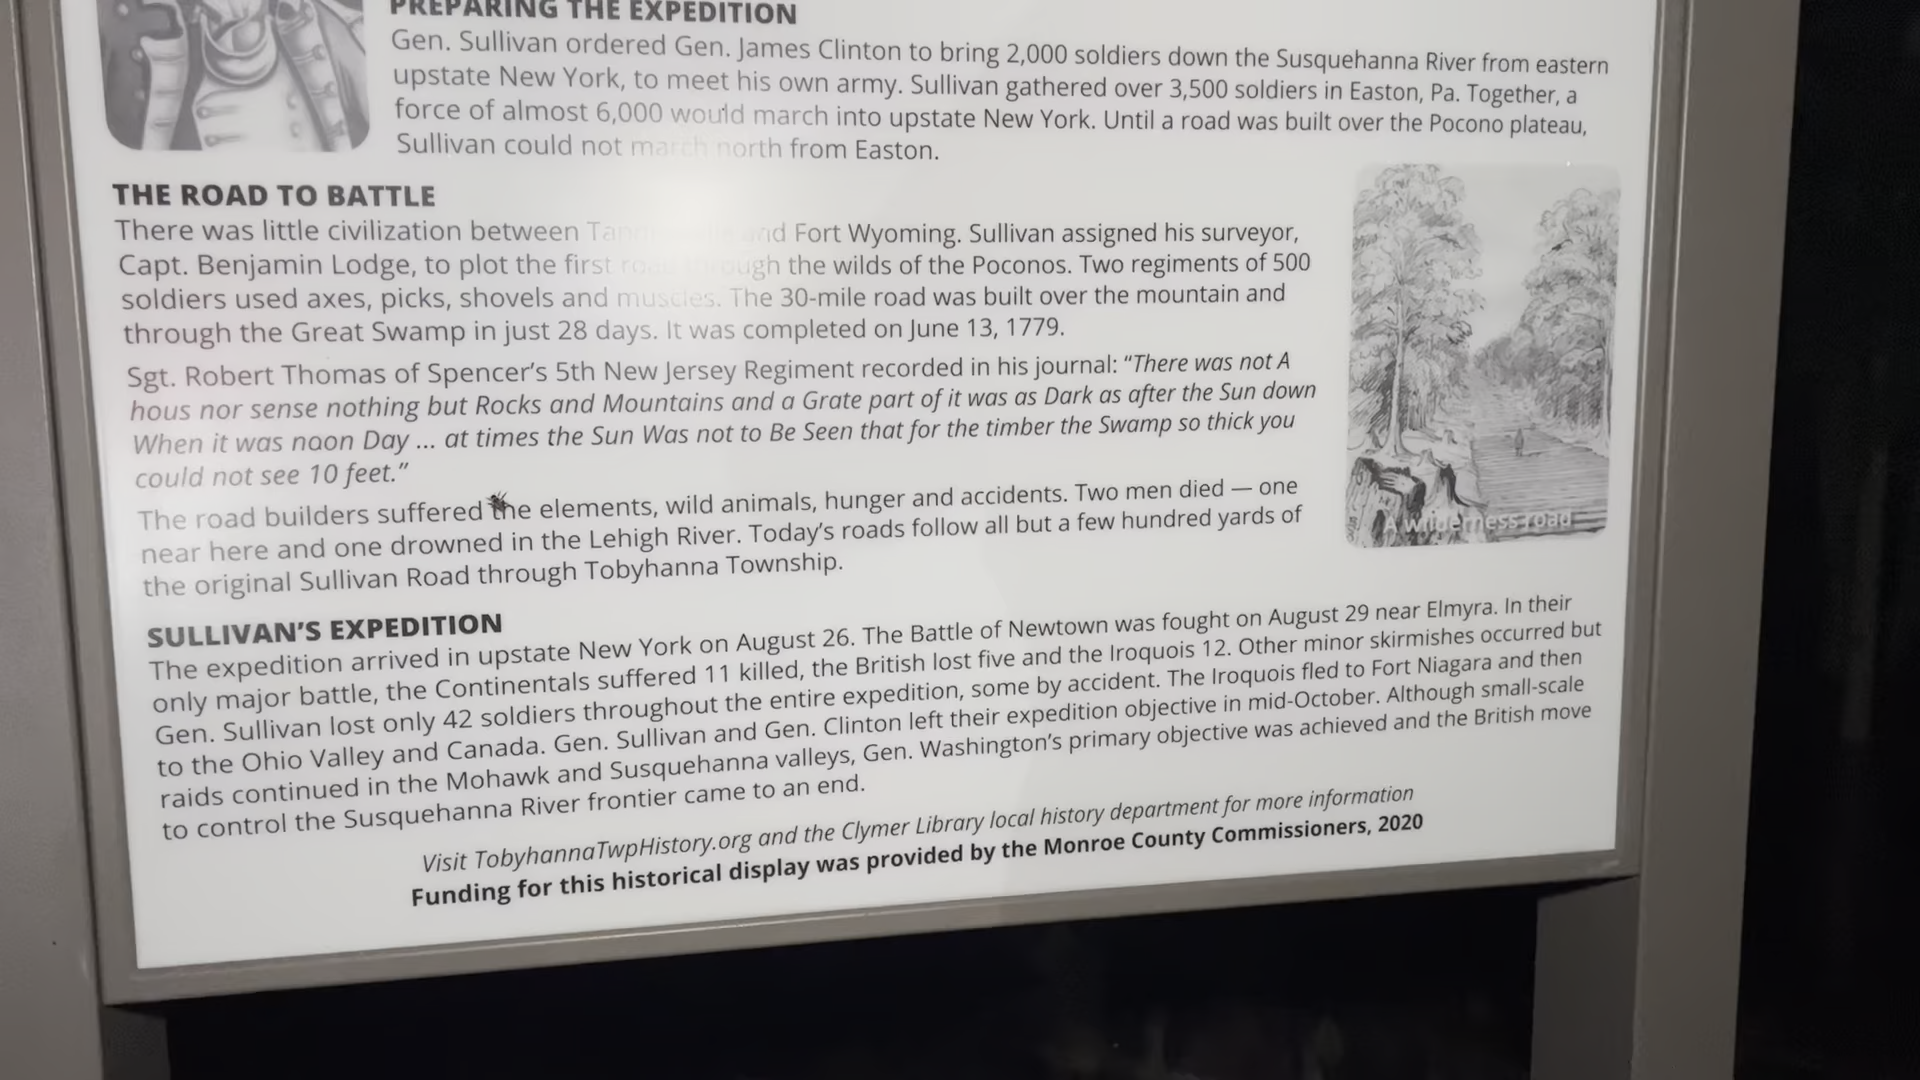 PREPARING THE EXPEDITION
Gen. Sullivan ordered Gen. James Clinton to bring 2,000 soldiers down the Susquehanna River from eastern
upstate New York, to meet his own army. Sullivan gathered over 3,500 soldiers in Easton, Pa. Together, a
force of almost 6,000 would march into upstate New York. Until a road was built over the Pocono plateau,
Sullivan could not march north from Easton.
THE ROAD TO BATTLE
There was little civilization between and Fort Wyoming. Sullivan assigned his surveyor,
Capt. Benjamin Lodge, to plot the first road through the wilds of the Poconos. Two regiments of 500
soldiers used axes, picks, shovels and muscles. The 30-mile road was built over the mountain and
through the Great Swamp in just 28 days. It was completed on June 13, 1779.
Sgt. Robert Thomas of Spencer's 5th New Jersey Regiment recorded in his journal: "There was not A
hous nor sense nothing but Rocks and Mountains and a Grate part of it was as Dark as after the Sun down
When it was noon Day ... at times the Sun Was not to Be Seen that for the timber the Swamp so thick you
could not see 10 feet."
The road builders suffered the elements, wild animals, hunger and accidents. Two men died — one
near here and one drowned in the Lehigh River. Today's roads follow all but a few hundred yards of
the original Sullivan Road through Tobyhanna Township.
A wilderness road
SULLIVAN'S EXPEDITION
The expedition arrived in upstate New York on August 26. The Battle of Newtown was fought on August 29 near Elmyra. In their
only major battle, the Continentals suffered 11 killed, the British lost five and the Iroquois 12. Other minor skirmishes occurred but
Gen. Sullivan lost only 42 soldiers throughout the entire expedition, some by accident. The Iroquois fled to Fort Niagara and then
to the Ohio Valley and Canada. Gen. Sullivan and Gen. Clinton left their expedition objective in mid-October. Although small-scale
raids continued in the Mohawk and Susquehanna valleys, Gen. Washington's primary objective was achieved and the British move
to control the Susquehanna River frontier came to an end.
Visit TobyhannaTwpHistory.org and the Clymer Library local history department for more information
Funding for this historical display was provided by the Monroe County Commissioners, 2020